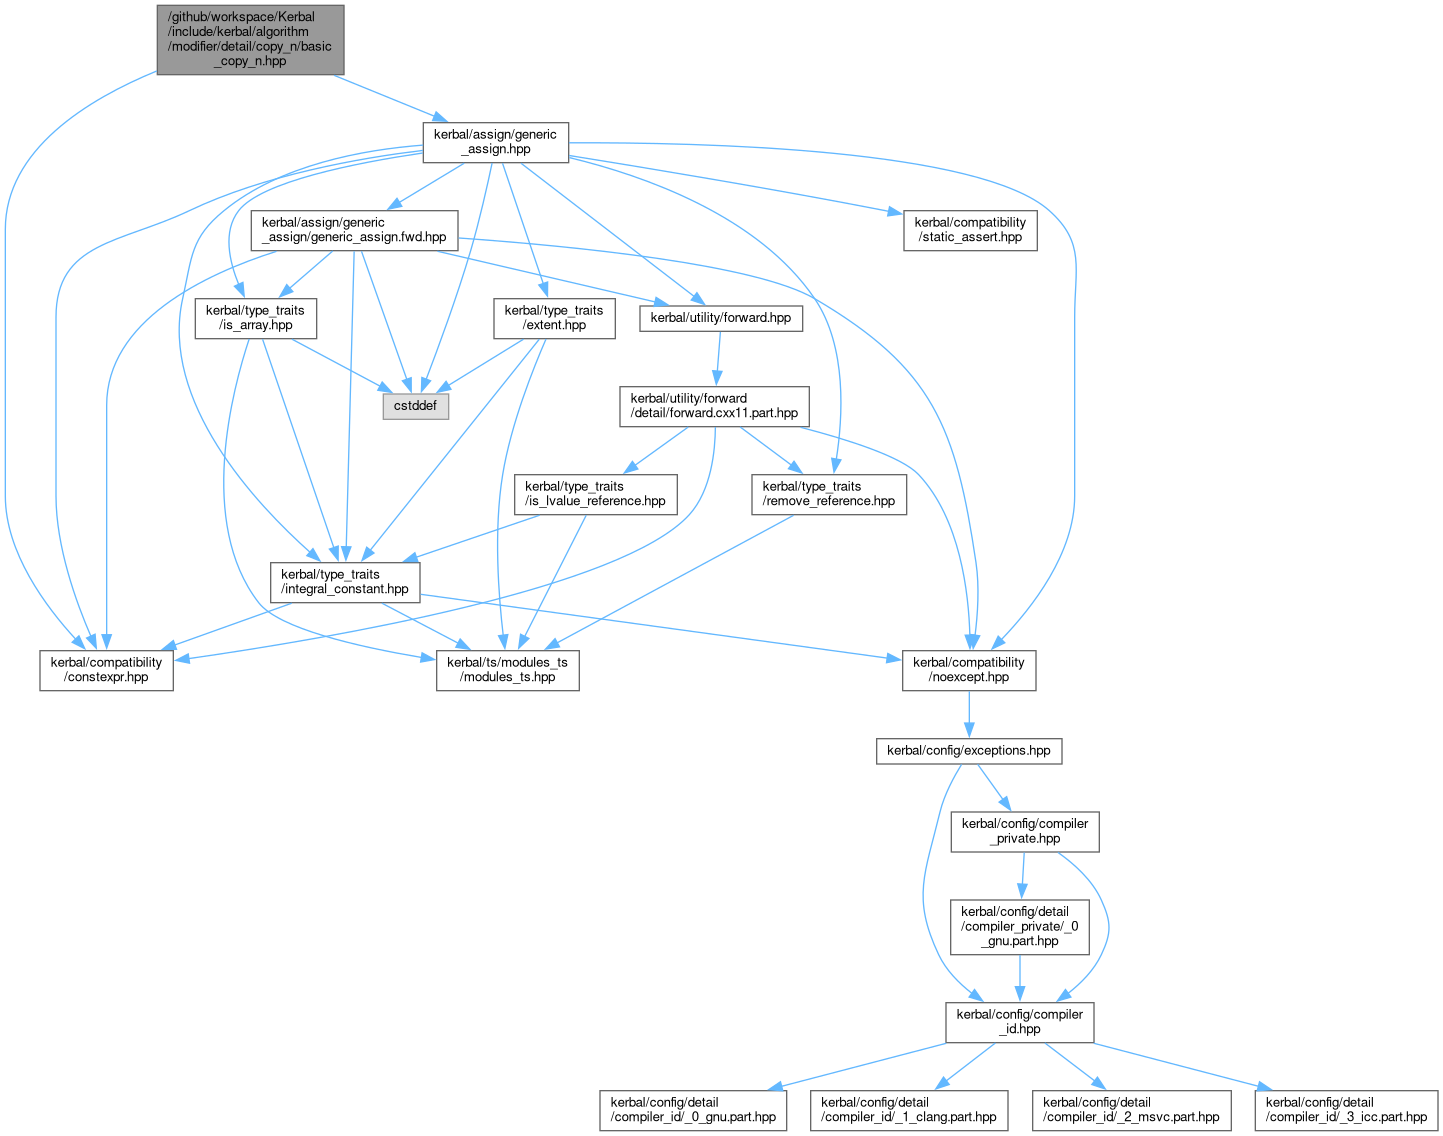 /github/workspace/Kerbal
/include/kerbal/algorithm
/modifier/detail/copy_n/basic
_copy_n.hpp
kerbal/assign/generic
_assign.hpp
kerbal/assign/generic
_assign/generic_assign.fwd.hpp
kerbal/compatibility
/static_assert.hpp
kerbal/type_traits
/is_array.hpp
kerbal/type_traits
/extent.hpp
kerbal/utility/forward.hpp
cstddef
kerbal/utility/forward
/detail/forward.cxx11.part.hpp
kerbal/type_traits
/is_lvalue_reference.hpp
kerbal/type_traits
/remove_reference.hpp
kerbal/type_traits
/integral_constant.hpp
kerbal/compatibility
/constexpr.hpp
kerbal/ts/modules_ts
/modules_ts.hpp
kerbal/compatibility
/noexcept.hpp
kerbal/config/exceptions.hpp
kerbal/config/compiler
_private.hpp
kerbal/config/detail
/compiler_private/_0
_gnu.part.hpp
kerbal/config/compiler
_id.hpp
kerbal/config/detail
/compiler_id/_0_gnu.part.hpp
kerbal/config/detail
/compiler_id/_1_clang.part.hpp
kerbal/config/detail
/compiler_id/_2_msvc.part.hpp
kerbal/config/detail
/compiler_id/_3_icc.part.hpp